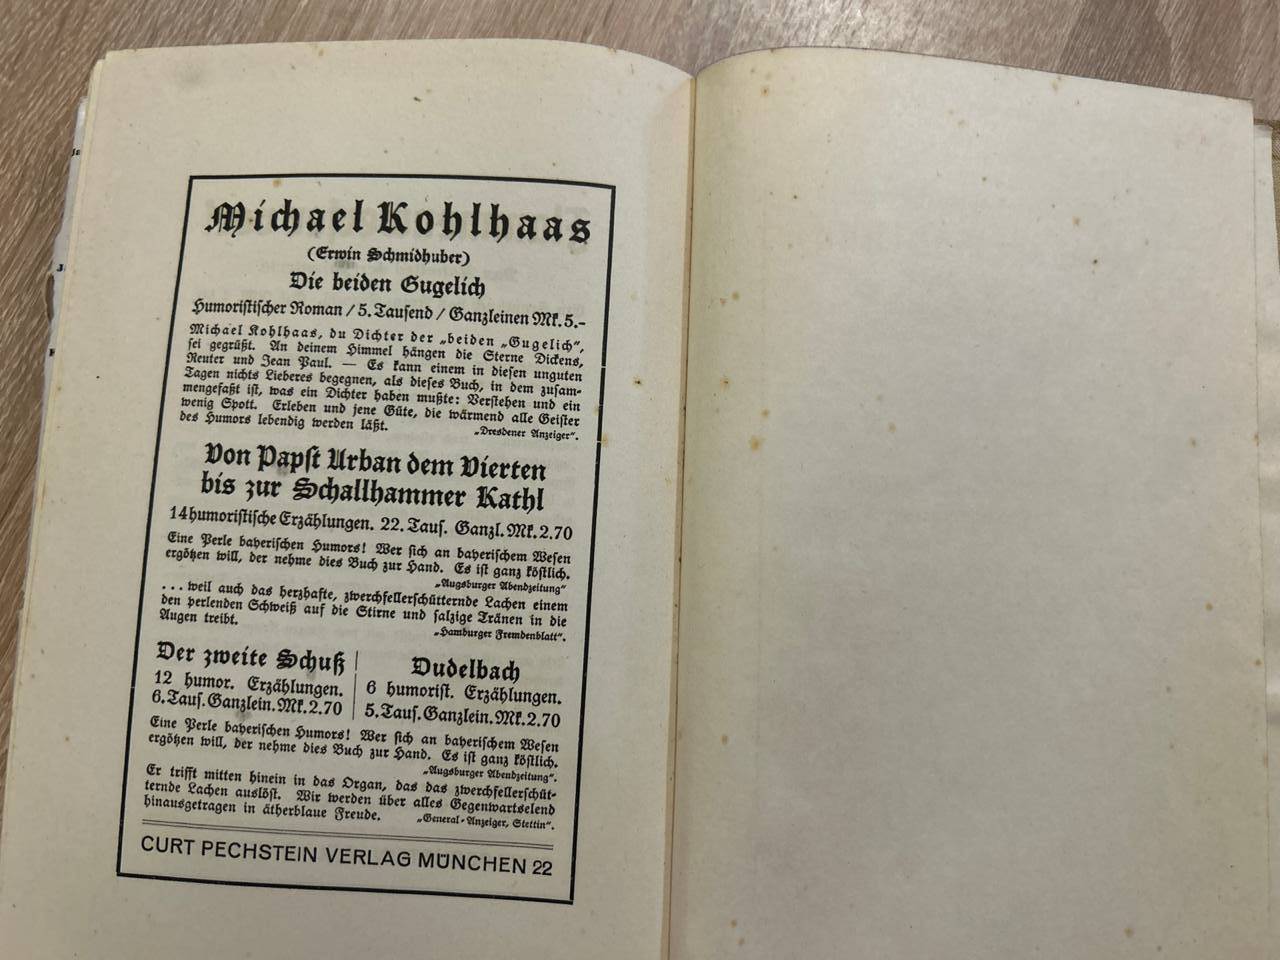 Michael Kohlhaas
(Erwin Schmidhuber)
Die beiden Gugelich
Humoristischer Roman / 5. Tausend / Ganzleinen Mk. 5.-
Michael Kohlhaas, du Dichter der „beiden „Gugelich",
sei gegrüßt. An deinem Himmel hängen die Sterne Dickens,
Reuter und Jean Paul. — Es kann einem in diesen unguten
Tagen nichts Lieberes begegnen, als dieses Buch, in dem zusam-
mengefaßt ist, was ein Dichter haben mußte: Verstehen und ein
wenig Spott. Erleben und jene Güte, die wärmend alle Geister
des Humors lebendig werden läßt. „Dresdener Anzeiger".
Von Papst Urban dem Vierten
bis zur Schallhammer Kathl
14 humoristische Erzählungen. 22. Tauf. Ganzl. Mk. 2.70
Eine Perle bayerischen Humors! Wer sich an bayerischem Wesen
ergötzen will, der nehme dies Buch zur Hand. Es ist ganz köstlich.
„Augsburger Abendzeitung"
. . . weil auch das herzhafte, zwerchfellerschütternde Lachen einem
den perlenden Schweiß auf die Stirne und salzige Tränen in die
Augen treibt. „Hamburger Fremdenblatt".
Der zweite Schuß
12 humor. Erzählungen.
6. Taus. Ganzlein. Mk. 2.70
Dudelbach
6 humorist. Erzählungen.
5. Taus. Ganzlein. Mk. 2.70
Eine Perle bayerischen Humors! Wer sich an bayerischem Wesen
ergötzen will, der nehme dies Buch zur Hand. Es ist ganz köstlich.
„Augsburger Abendzeitung".
Er trifft mitten hinein in das Organ, das das zwerchfellerschüt-
ternde Lachen auslöst. Wir werden über alles Gegenwartselend
hinausgetragen in ätherblaue Freude. „General-Anzeiger, Stettin".
CURT PECHSTEIN VERLAG MÜNCHEN 22